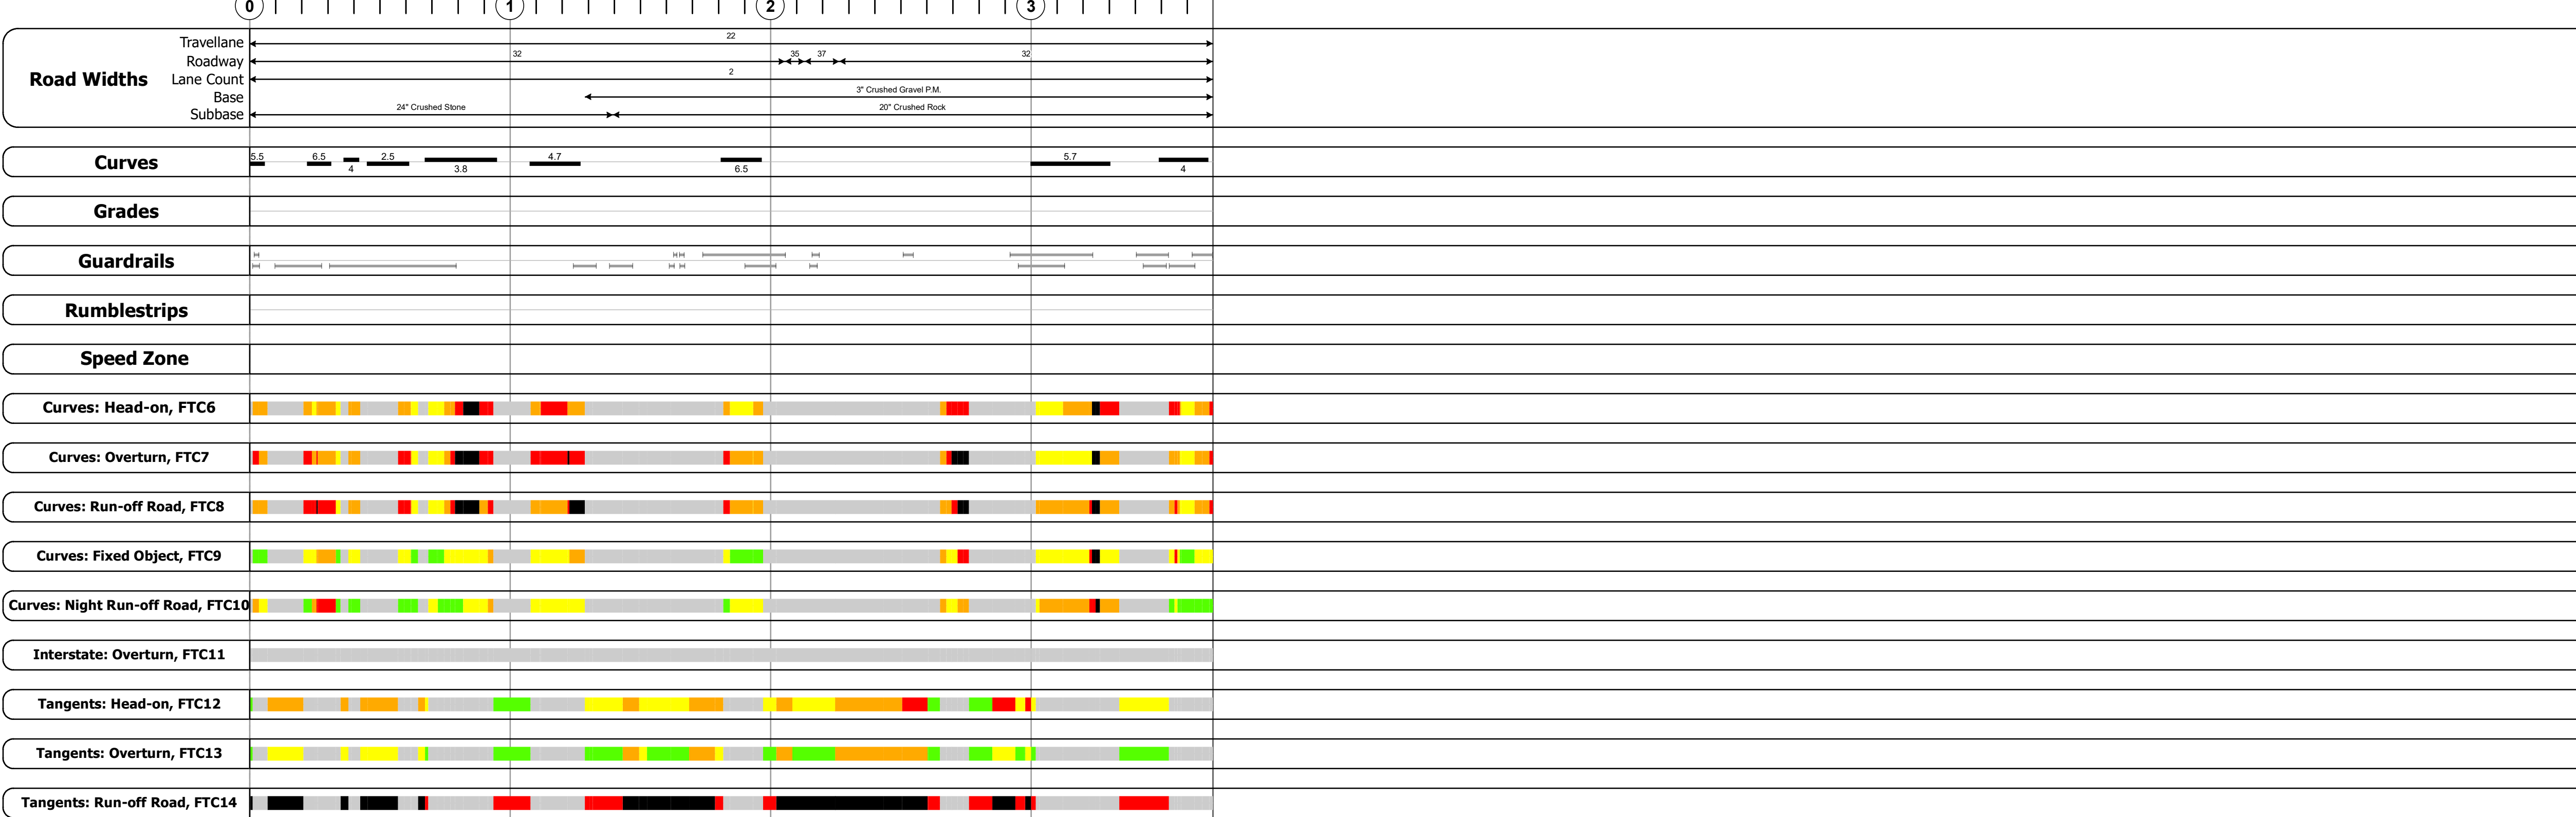 0 1 2 3
Travellane 22
Roadway 32 35 37 32
Road Widths
Lane Count 2
Base 3" Crushed Gravel P.M.
Subbase 24" Crushed Stone 20" Crushed Rock
Curves
5.5 6.5 2.5 4.7 5.7
4 3.8 6.5 4
Grades
Guardrails
Rumblestrips
Speed Zone
Curves: Head-on, FTC6
Curves: Overturn, FTC7
Curves: Run-off Road, FTC8
Curves: Fixed Object, FTC9
Curves: Night Run-off Road, FTC10
Interstate: Overturn, FTC11
Tangents: Head-on, FTC12
Tangents: Overturn, FTC13
Tangents: Run-off Road, FTC14